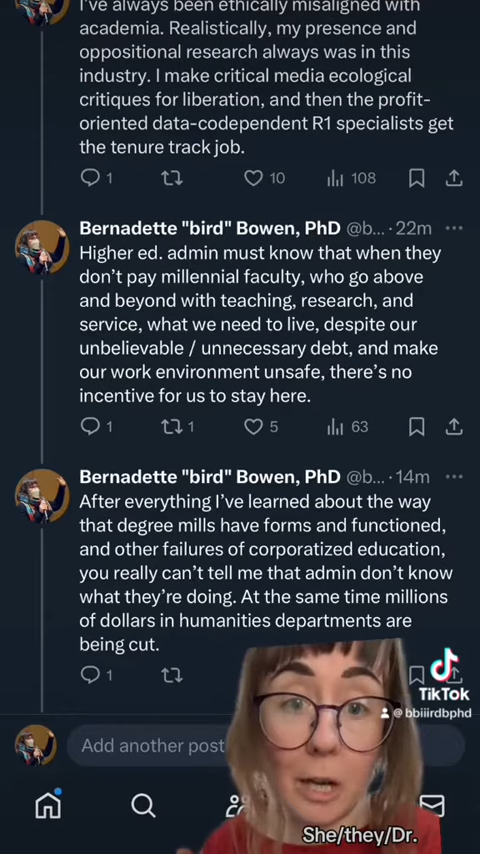 I've always been ethically misaligned with
academia. Realistically, my presence and
oppositional research always was in this
industry. I make critical media ecological
critiques for liberation, and then the profit-
oriented data-codependent R1 specialists get
the tenure track job.
1 10 108
Bernadette "bird" Bowen, PhD @b... · 22m ...
Higher ed. admin must know that when they
don't pay millennial faculty, who go above
and beyond with teaching, research, and
service, what we need to live, despite our
unbelievable / unnecessary debt, and make
our work environment unsafe, there's no
incentive for us to stay here.
1 1 5 63
Bernadette "bird" Bowen, PhD @b... · 14m ...
After everything I've learned about the way
that degree mills have forms and functioned,
and other failures of corporatized education,
you really can't tell me that admin don't know
what they're doing. At the same time millions
of dollars in humanities departments are
being cut.
1
TikTok
@bbiiirdbphd
Add another post
She/they/Dr.